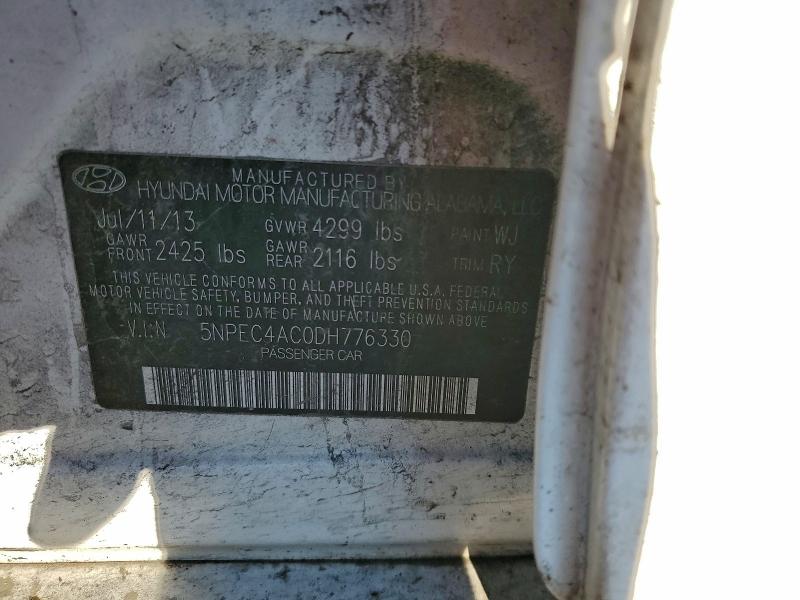 MANUFACTURED BY
HYUNDAI MOTOR MANUFACTURING ALABAMA, LLC
Jul/11/13 GVWR 4299 lbs PAINT WJ
GAWR FRONT 2425 lbs GAWR REAR 2116 lbs TRIM RY
THIS VEHICLE CONFORMS TO ALL APPLICABLE U.S.A. FEDERAL
MOTOR VEHICLE SAFETY, BUMPER, AND THEFT PREVENTION STANDARDS
IN EFFECT ON THE DATE OF MANUFACTURE SHOWN ABOVE
V.I.N 5NPEC4AC0DH776330
PASSENGER CAR